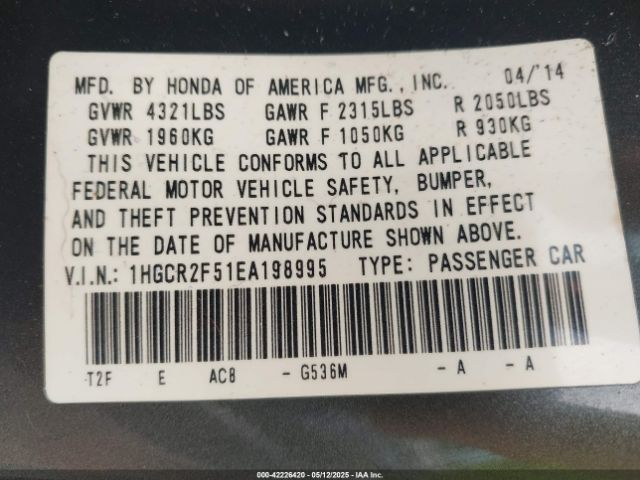 MFD. BY HONDA OF AMERICA MFG., INC. 04/'14
GVWR 4321LBS GAWR F 2315LBS R 2050LBS
GVWR 1960KG GAWR F 1050KG R 930KG
THIS VEHICLE CONFORMS TO ALL APPLICABLE
FEDERAL MOTOR VEHICLE SAFETY, BUMPER,
AND THEFT PREVENTION STANDARDS IN EFFECT
ON THE DATE OF MANUFACTURE SHOWN ABOVE.
V.I.N.: 1HGCR2F51EA198995 TYPE: PASSENGER CAR
T2F E AC8 - G536M - A - A
000-42226420 - 05/12/2025 - IAA Inc.